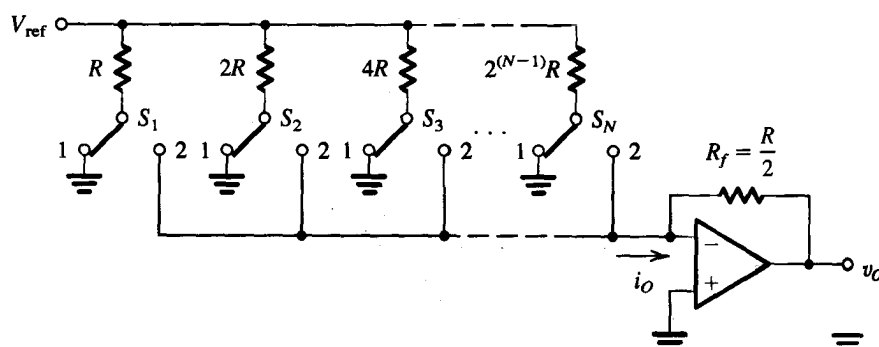 V_ref
R 2R 4R 2^(N−1)R
S_1 S_2 S_3 ... S_N
1 2 1 2 1 2 1 2
R_f = R/2
−
+
i_O
v_O